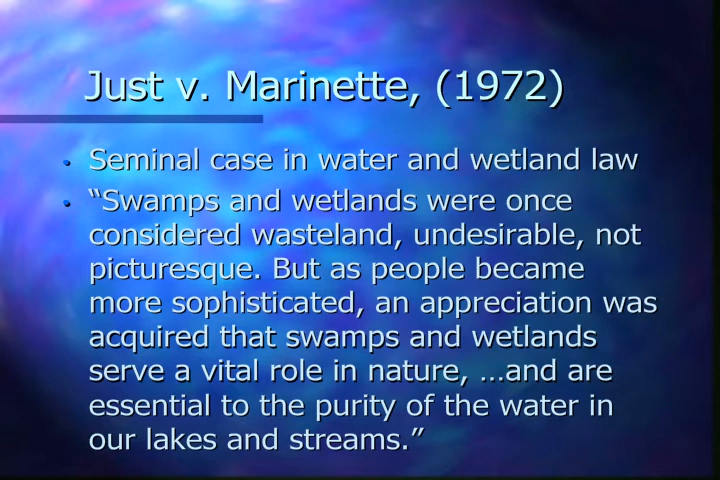 Just v. Marinette, (1972)
• Seminal case in water and wetland law
• “Swamps and wetlands were once
considered wasteland, undesirable, not
picturesque. But as people became
more sophisticated, an appreciation was
acquired that swamps and wetlands
serve a vital role in nature, …and are
essential to the purity of the water in
our lakes and streams.”